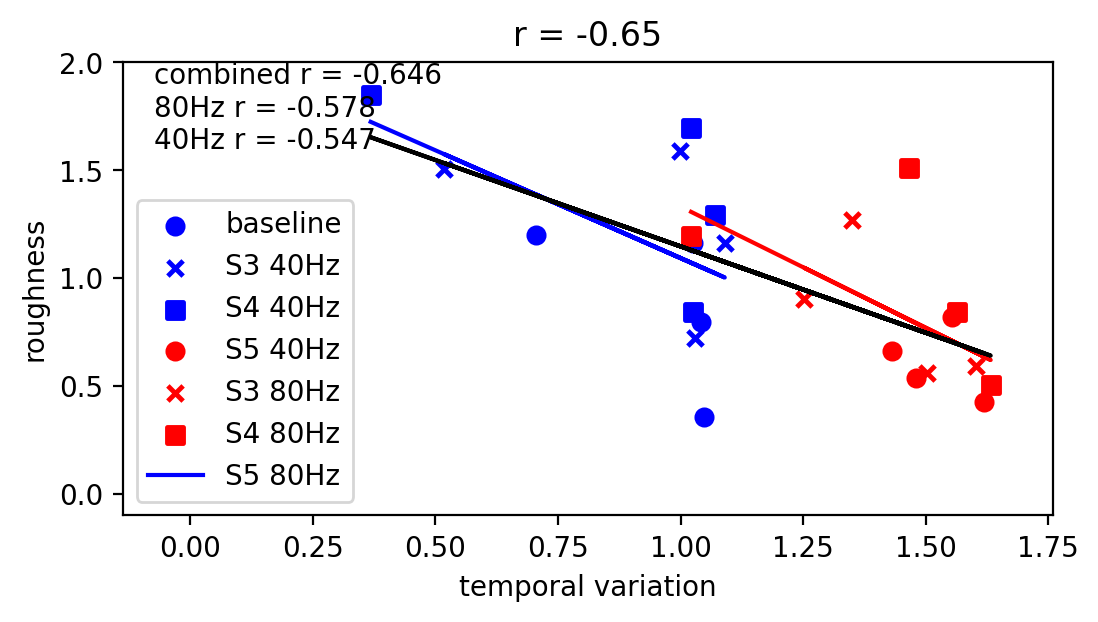 r = -0.65
combined r = -0.646
80Hz r = -0.578
40Hz r = -0.547
2.0
1.5
1.0
0.5
0.0
roughness
baseline
S3 40Hz
S4 40Hz
S5 40Hz
S3 80Hz
S4 80Hz
S5 80Hz
0.00 0.25 0.50 0.75 1.00 1.25 1.50 1.75
temporal variation